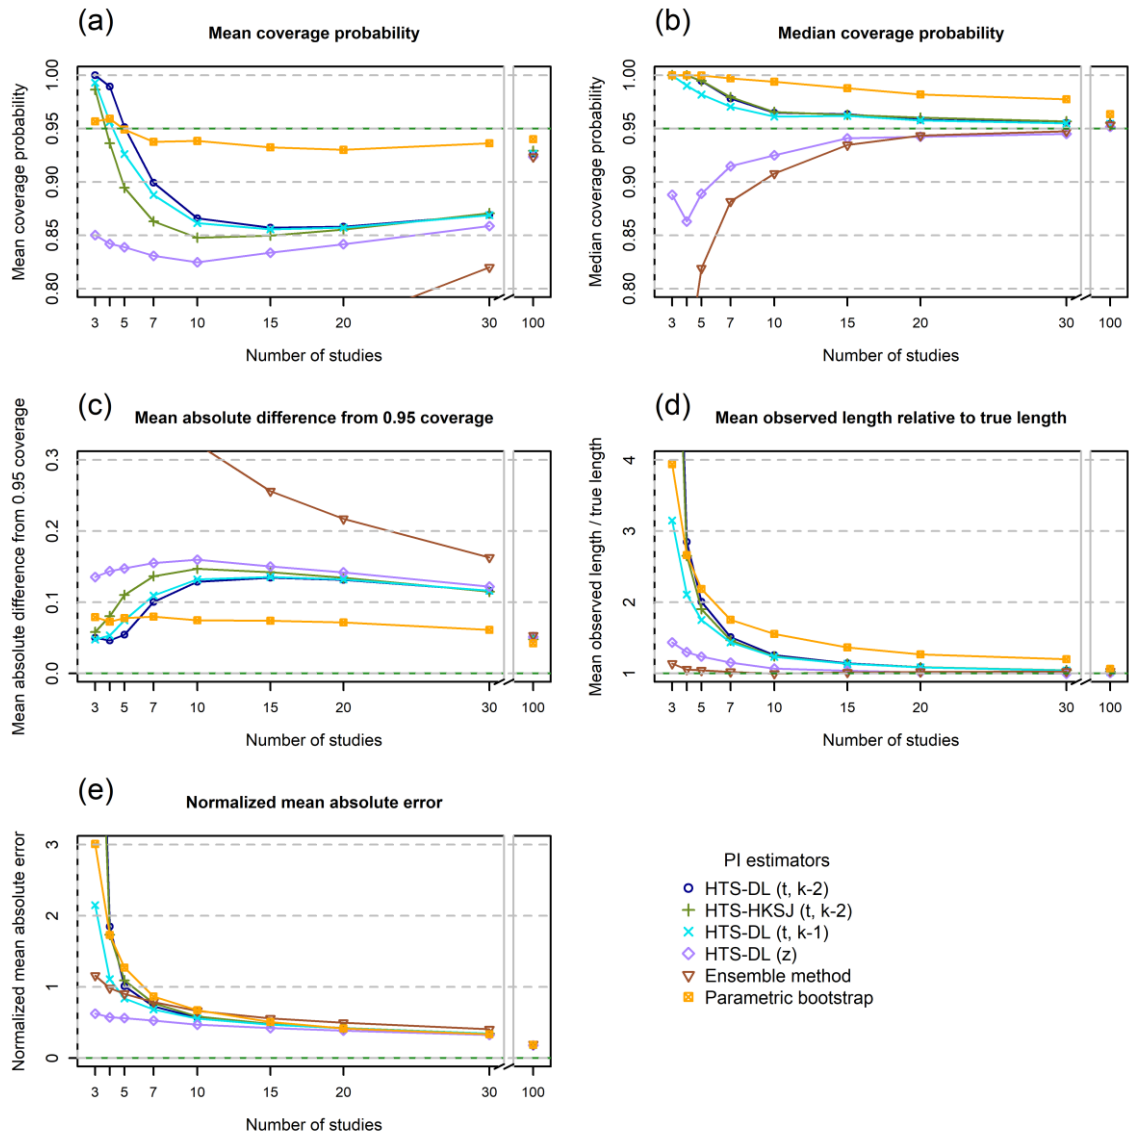 (a)
Mean coverage probability
Mean coverage probability
1.00
0.95
0.90
0.85
0.80
3 5 7 10 15 20 30 100
Number of studies
(b)
Median coverage probability
Median coverage probability
1.00
0.95
0.90
0.85
0.80
3 5 7 10 15 20 30 100
Number of studies
(c)
Mean absolute difference from 0.95 coverage
Mean absolute difference from 0.95 coverage
0.3
0.2
0.1
0.0
3 5 7 10 15 20 30 100
Number of studies
(d)
Mean observed length relative to true length
Mean observed length / true length
4
3
2
1
3 5 7 10 15 20 30 100
Number of studies
(e)
Normalized mean absolute error
Normalized mean absolute error
3
2
1
0
3 5 7 10 15 20 30 100
Number of studies
PI estimators
HTS-DL (t, k-2)
HTS-HKSJ (t, k-2)
HTS-DL (t, k-1)
HTS-DL (z)
Ensemble method
Parametric bootstrap